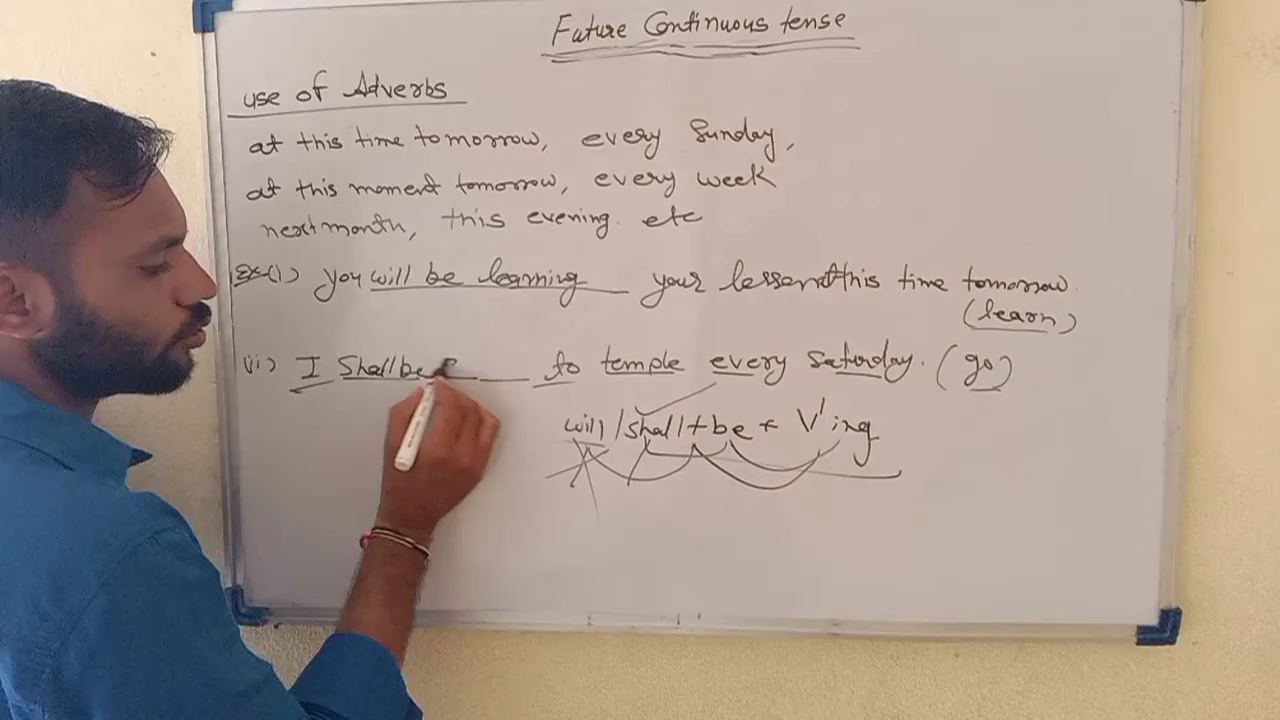 Future Continuous tense
use of Adverbs
at this time tomorrow, every Sunday,
at this moment tomorrow, every week
next month, this evening. etc
Ex-(i) you will be learning your lesson at this time tomorrow.
(learn)
(ii) I Shall be to temple every Saturday. (go)
will/shall+be + V' ing